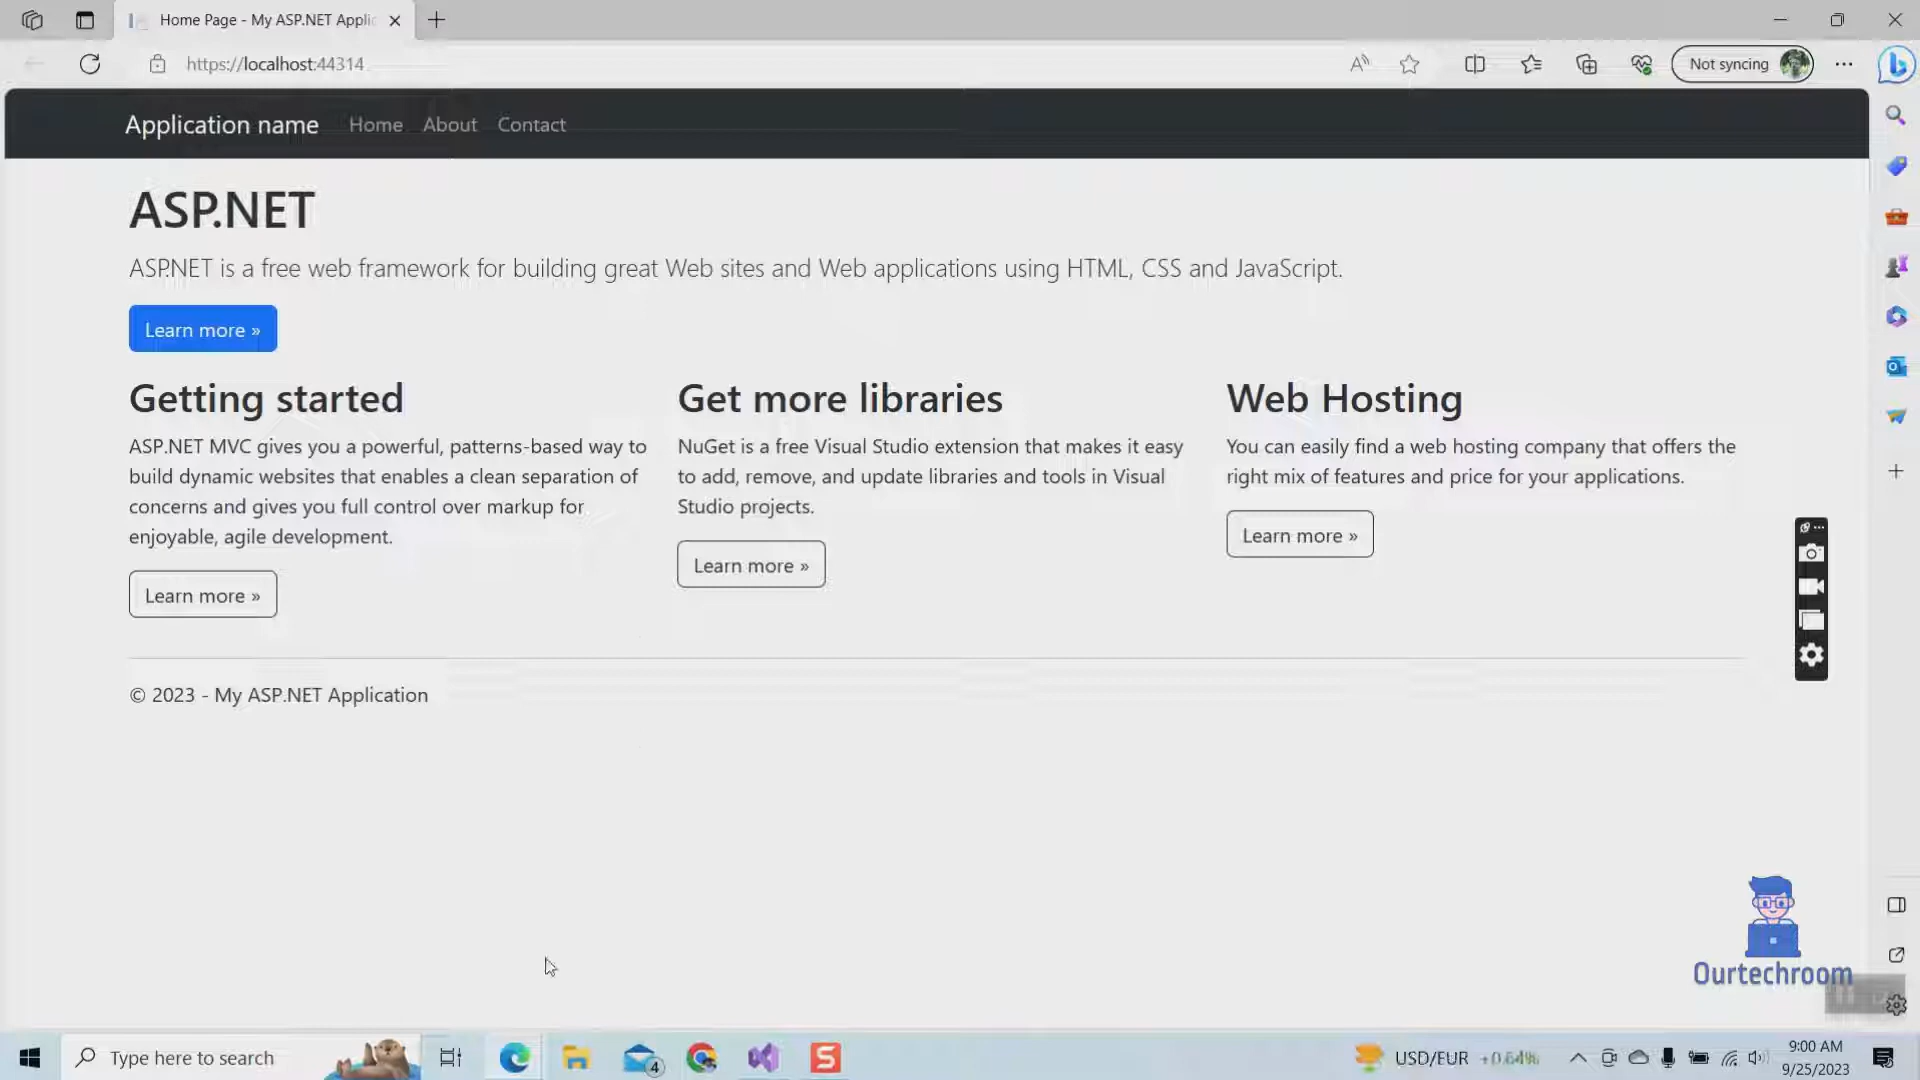 Home Page - My ASP.NET Applic
https://localhost:44314
Not syncing
Application name Home About Contact
ASP.NET
ASP.NET is a free web framework for building great Web sites and Web applications using HTML, CSS and JavaScript.
Learn more »
Getting started
ASP.NET MVC gives you a powerful, patterns-based way to
build dynamic websites that enables a clean separation of
concerns and gives you full control over markup for
enjoyable, agile development.
Learn more »
Get more libraries
NuGet is a free Visual Studio extension that makes it easy
to add, remove, and update libraries and tools in Visual
Studio projects.
Learn more »
Web Hosting
You can easily find a web hosting company that offers the
right mix of features and price for your applications.
Learn more »
© 2023 - My ASP.NET Application
Ourtechroom
Type here to search
4
USD/EUR +0.64%
9:00 AM
9/25/2023